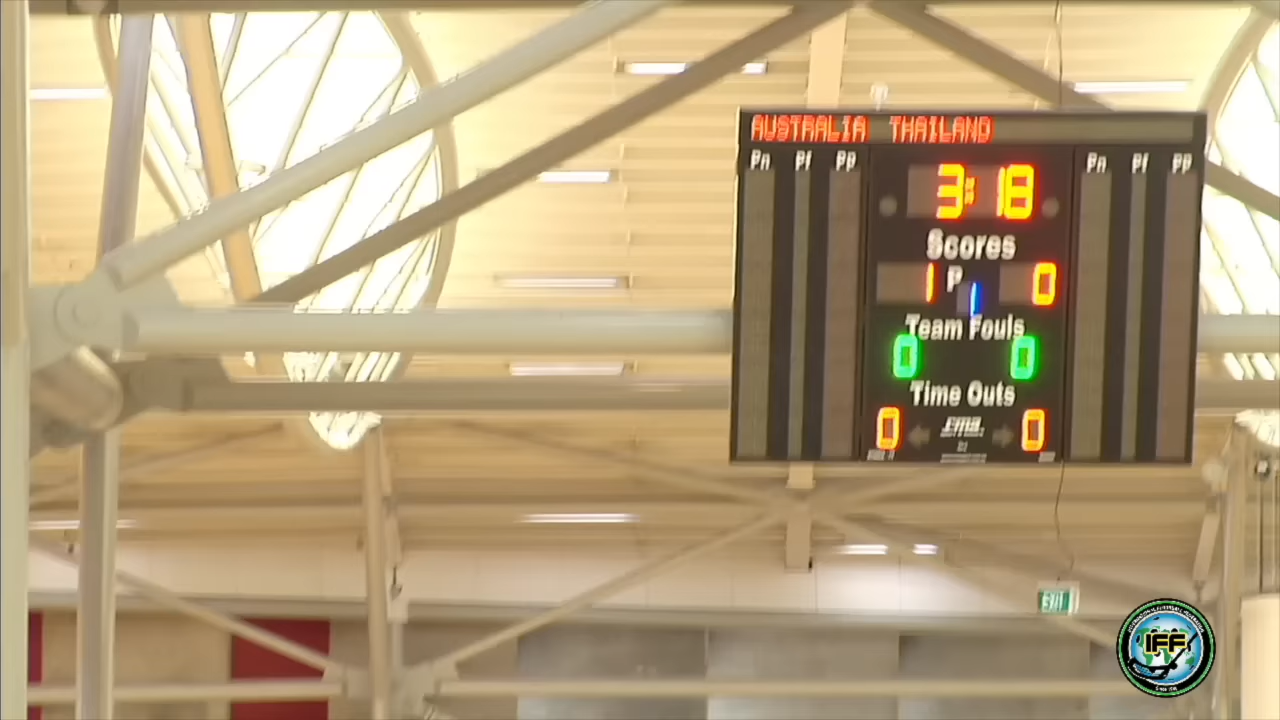 AUSTRALIA THAILAND
Pn Pf PP Pn Pf PP
3:18
Scores
1 P 0
1
Team Fouls
0 0
Time Outs
0 0
EXIT
IFF